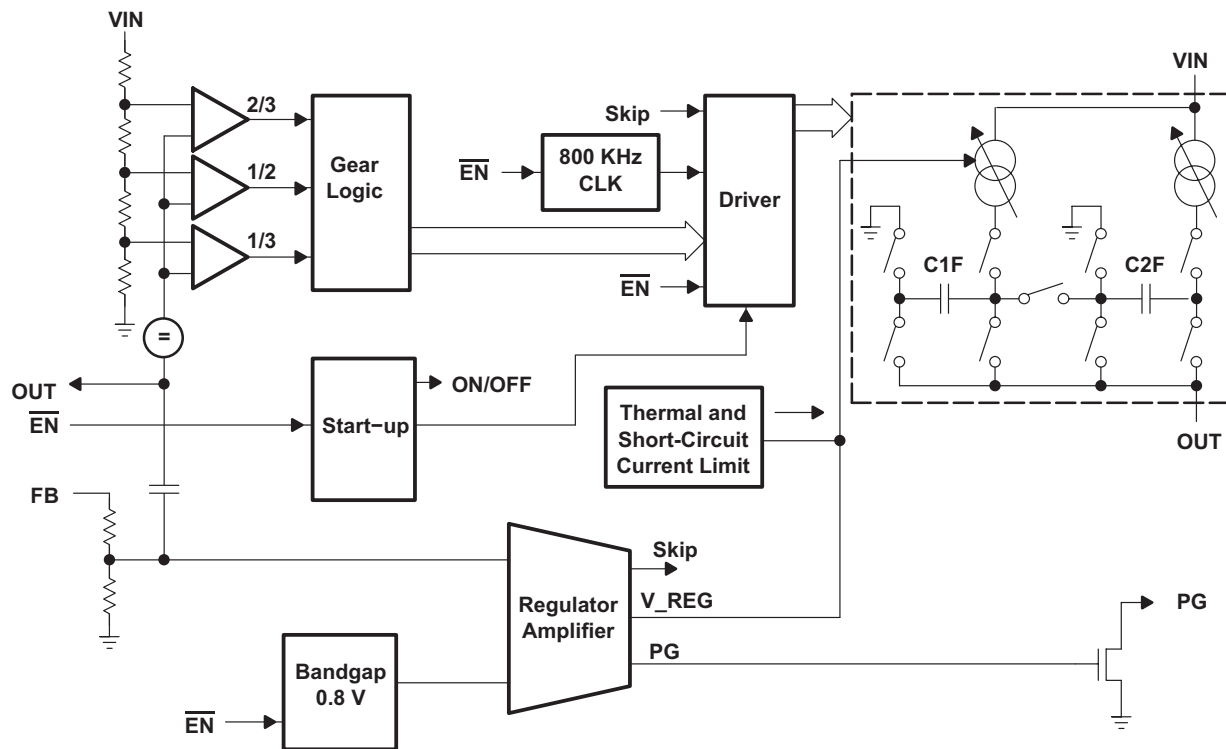 VIN
2/3
1/2
1/3
Gear
Logic
Skip
EN
800 KHz
CLK
EN
Driver
VIN
C1F
C2F
OUT
=
OUT
EN
Start−up
ON/OFF
Thermal and
Short-Circuit
Current Limit
FB
Regulator
Amplifier
Skip
V_REG
PG
PG
Bandgap
0.8 V
EN